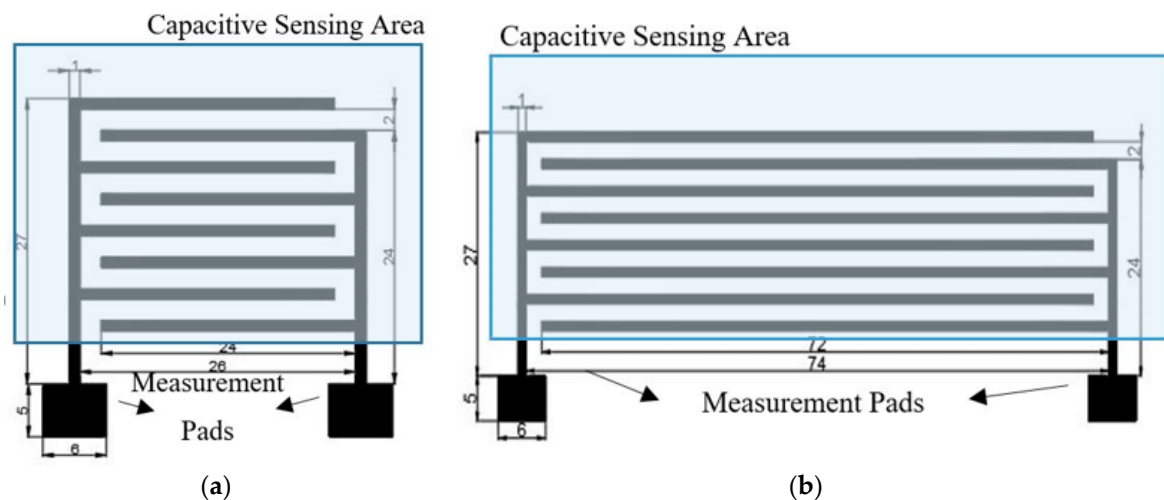 Capacitive Sensing Area
1
2
27
24
24
26
Measurement
Pads
5
6
(a)
Capacitive Sensing Area
1
2
27
24
72
74
Measurement Pads
5
6
(b)